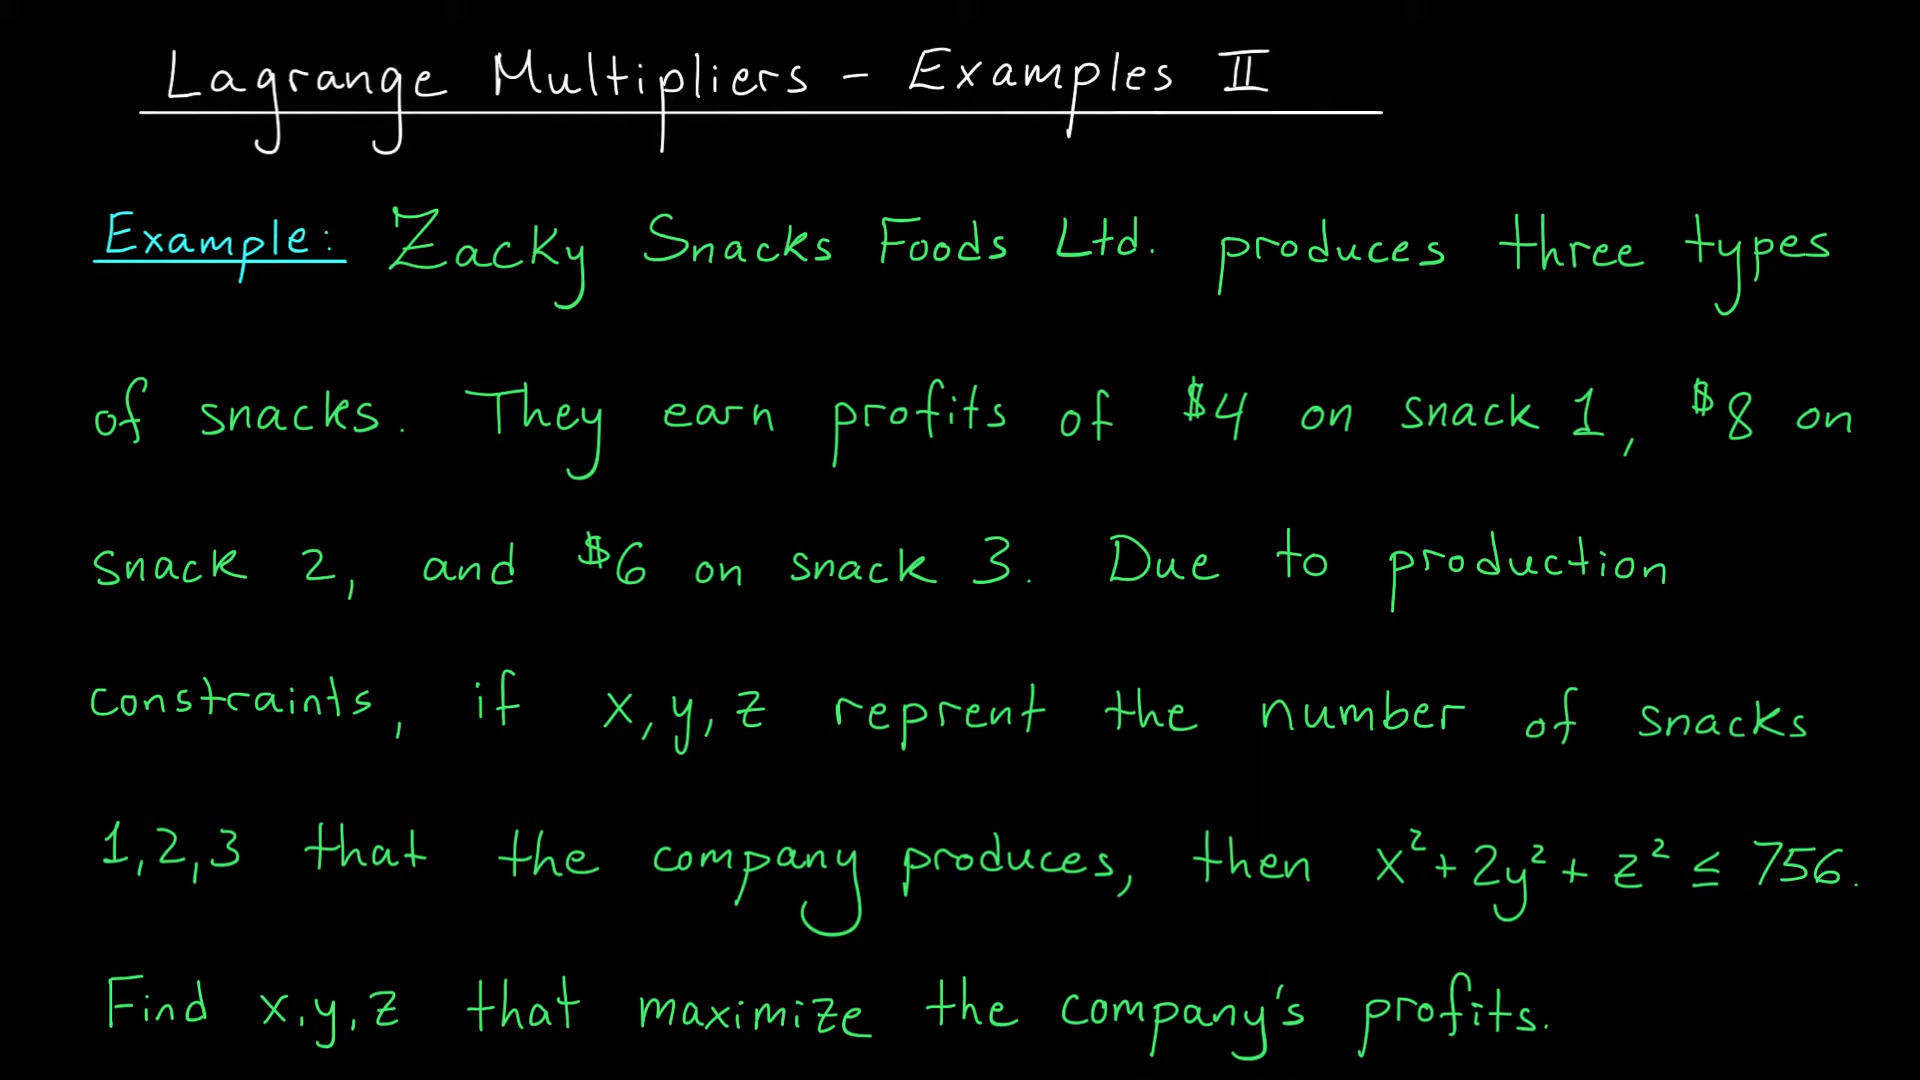 Lagrange Multipliers - Examples II
Example: Zacky Snacks Foods Ltd. produces three types
of snacks. They earn profits of $4 on snack 1, $8 on
snack 2, and $6 on snack 3. Due to production
constraints, if x, y, z reprent the number of snacks
1,2,3 that the company produces, then x² + 2y² + z² ≤ 756.
Find x, y, z that maximize the company's profits.